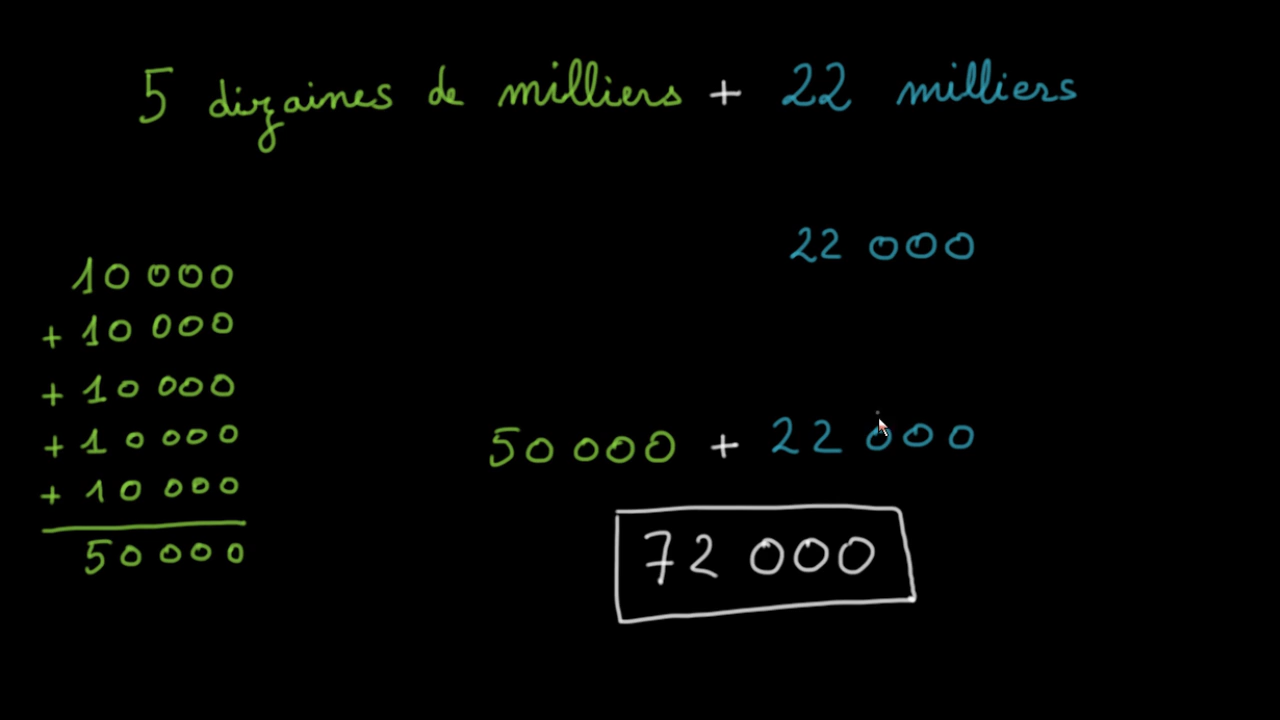 5 dizaines de milliers + 22 milliers
22 000
10 000
+ 10 000
+ 10 000
+ 10 000
+ 10 000
50 000
50 000 + 22 000
72 000